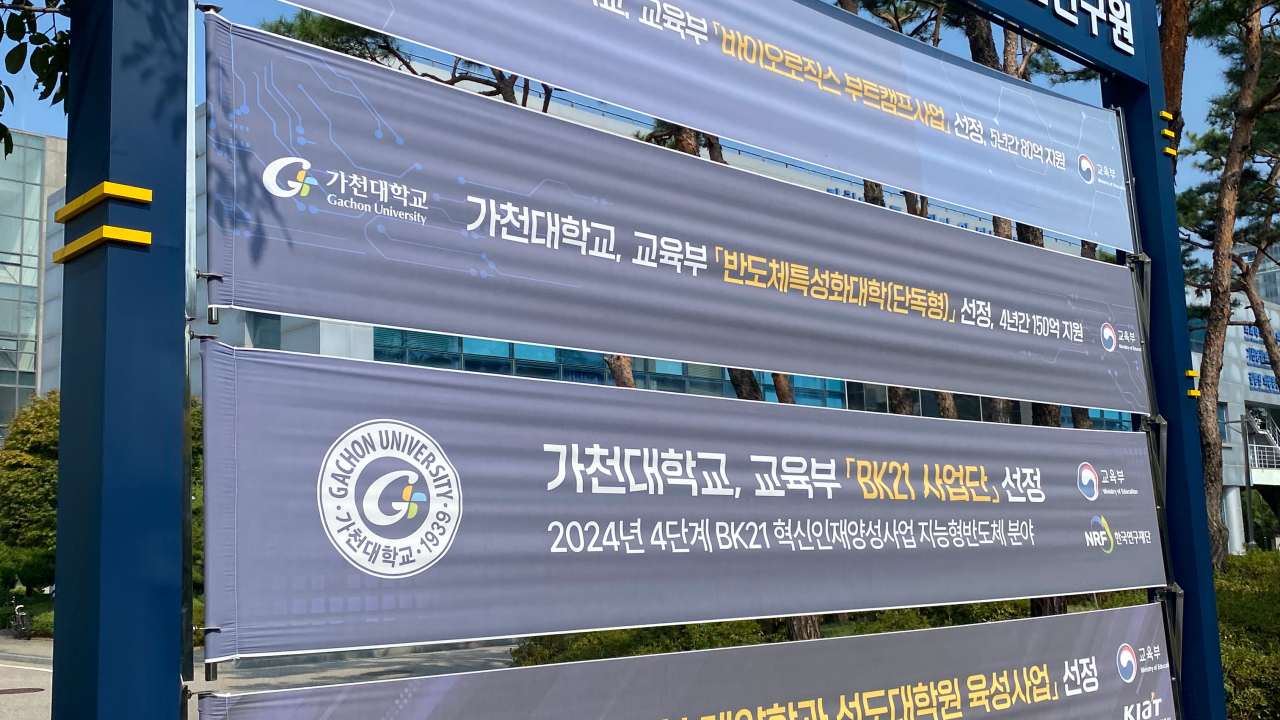 연구원
교육부 「바이오로직스 부트캠프사업」 선정, 5년간 80억 지원
교육부
가천대학교
Gachon University
가천대학교, 교육부 「반도체특성화대학(단독형)」 선정, 4년간 150억 지원
교육부
GACHON UNIVERSITY
·가천대학교·1939·
가천대학교, 교육부 「BK21 사업단」 선정
2024년 4단계 BK21 혁신인재양성사업 지능형반도체 분야
교육부
Ministry of Education
NRF 한국연구재단
선도대학원 육성사업」 선정
교육부
KIAT